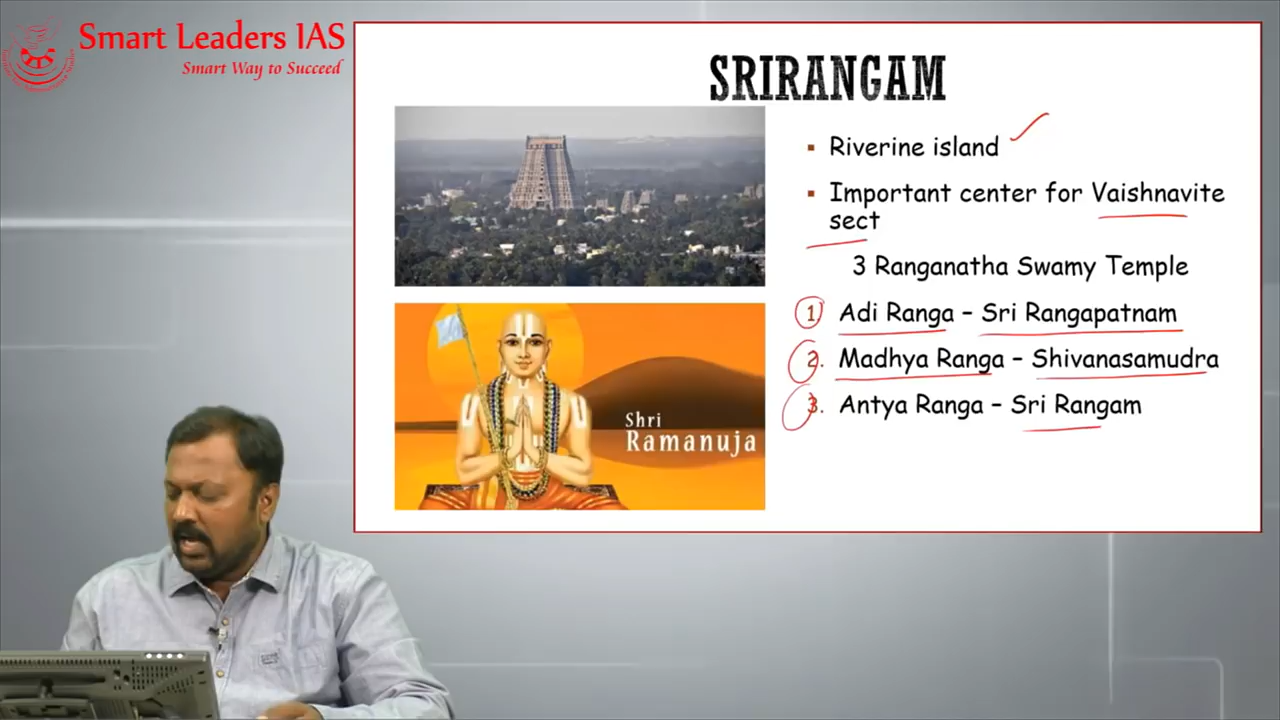 Smart Leaders IAS
Smart Way to Succeed
SRIRANGAM
▪ Riverine island
▪ Important center for Vaishnavite
sect
3 Ranganatha Swamy Temple
1. Adi Ranga – Sri Rangapatnam
2. Madhya Ranga – Shivanasamudra
3. Antya Ranga – Sri Rangam
Shri
Ramanuja